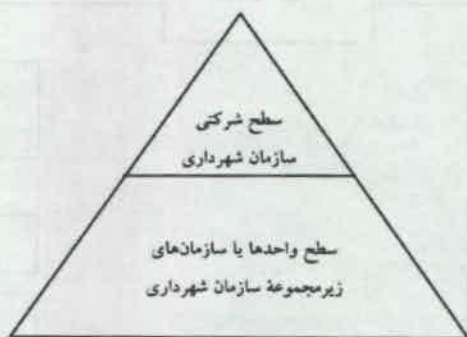 سطح شرکتی
سازمان شهرداری
سطح واحدها یا سازمان‌های
زیرمجموعهٔ سازمان شهرداری